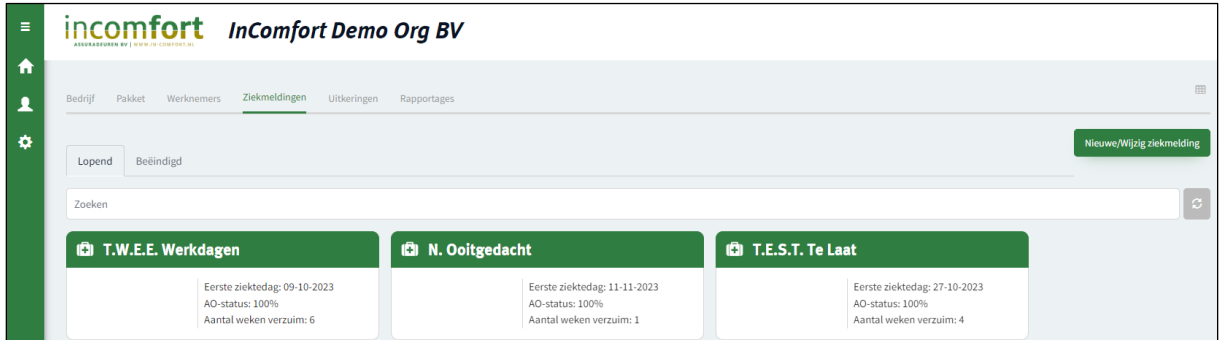 incomfort
ASSURADEUREN BV | WWW.IN-COMFORT.NL
InComfort Demo Org BV
Bedrijf Pakket Werknemers Ziekmeldingen Uitkeringen Rapportages
Nieuwe/Wijzig ziekmelding
Lopend Beëindigd
Zoeken
T.W.E.E. Werkdagen
Eerste ziektedag: 09-10-2023
AO-status: 100%
Aantal weken verzuim: 6
N. Ooitgedacht
Eerste ziektedag: 11-11-2023
AO-status: 100%
Aantal weken verzuim: 1
T.E.S.T. Te Laat
Eerste ziektedag: 27-10-2023
AO-status: 100%
Aantal weken verzuim: 4